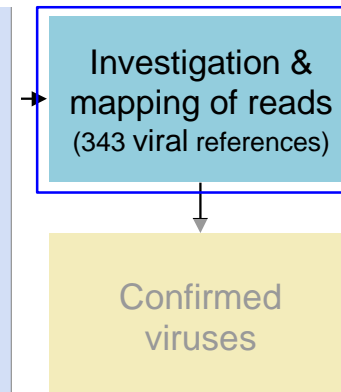 Investigation &
mapping of reads
(343 viral references)
Confirmed
viruses